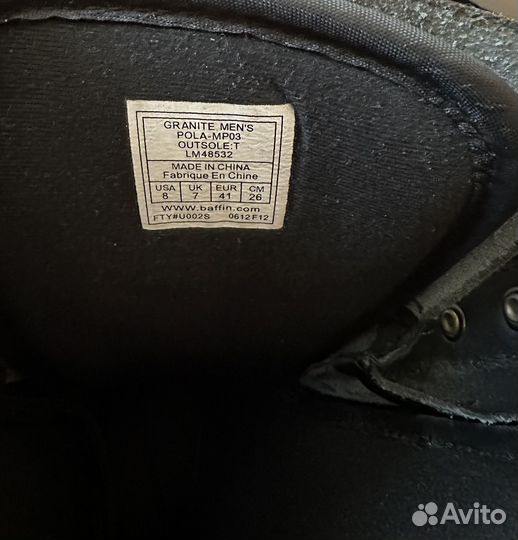 GRANITE MEN'S
POLA-MP03
OUTSOLE:T
LM48532
MADE IN CHINA
Fabrique En Chine
USA UK EUR CM
8 7 41 26
www.baffin.com
FTY#U002S 0612F12
Avito